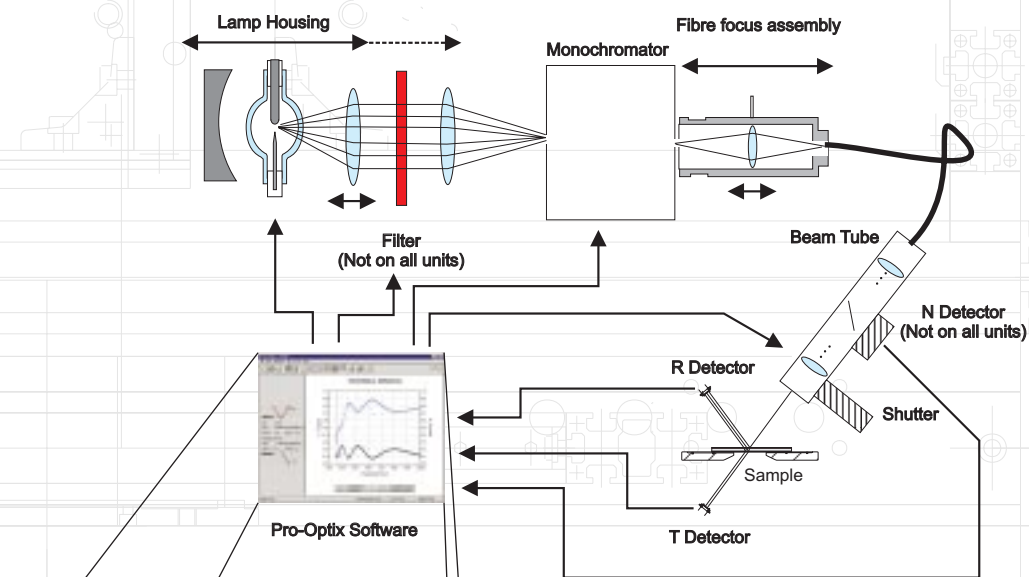 Lamp Housing
Fibre focus assembly
Monochromator
Filter
(Not on all units)
Beam Tube
N Detector
(Not on all units)
R Detector
Shutter
Sample
Pro-Optix Software
T Detector